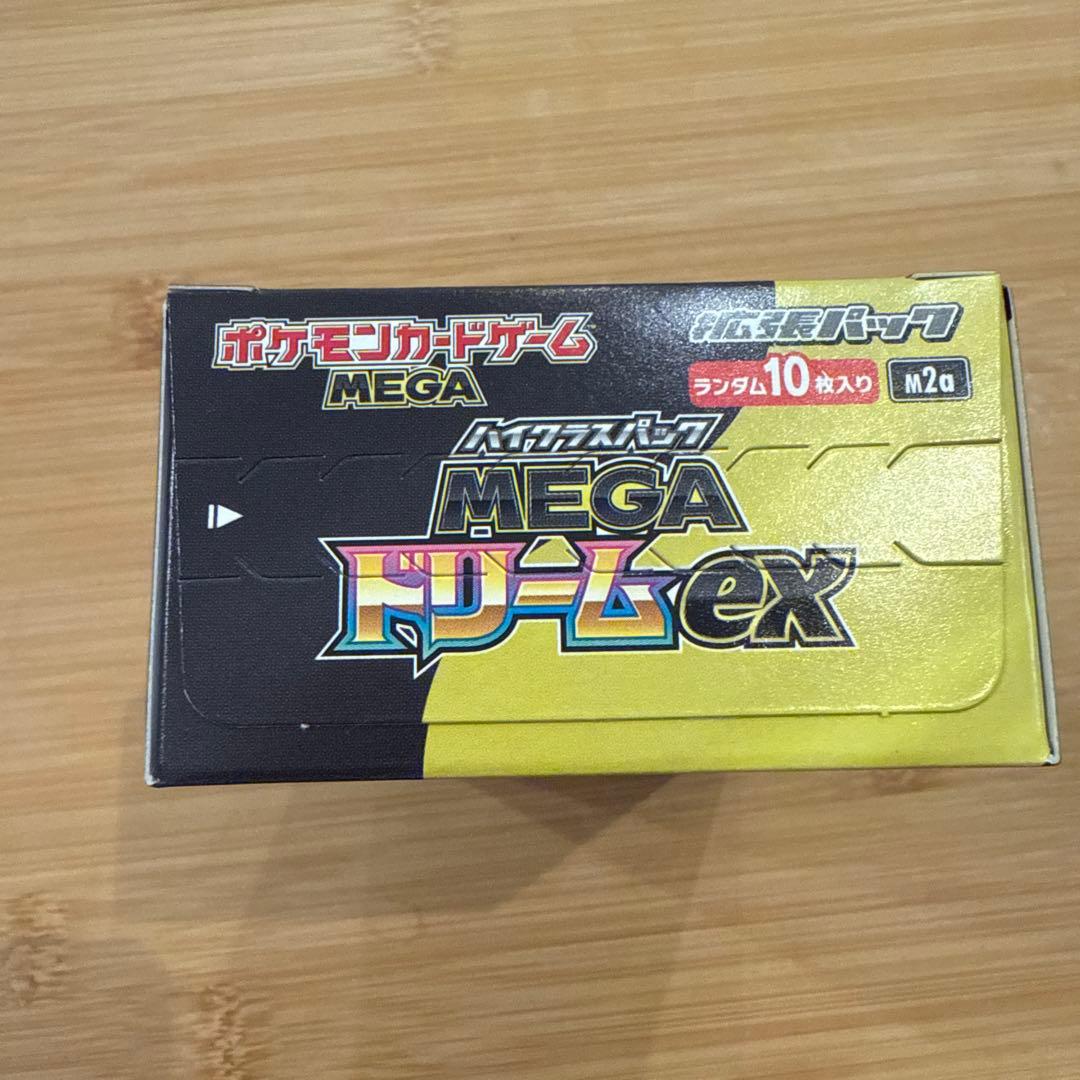 ポケモンカードゲーム
MEGA
拡張パック
ランダム10枚入り
M2a
ハイクラスパック
MEGA
ドリームex